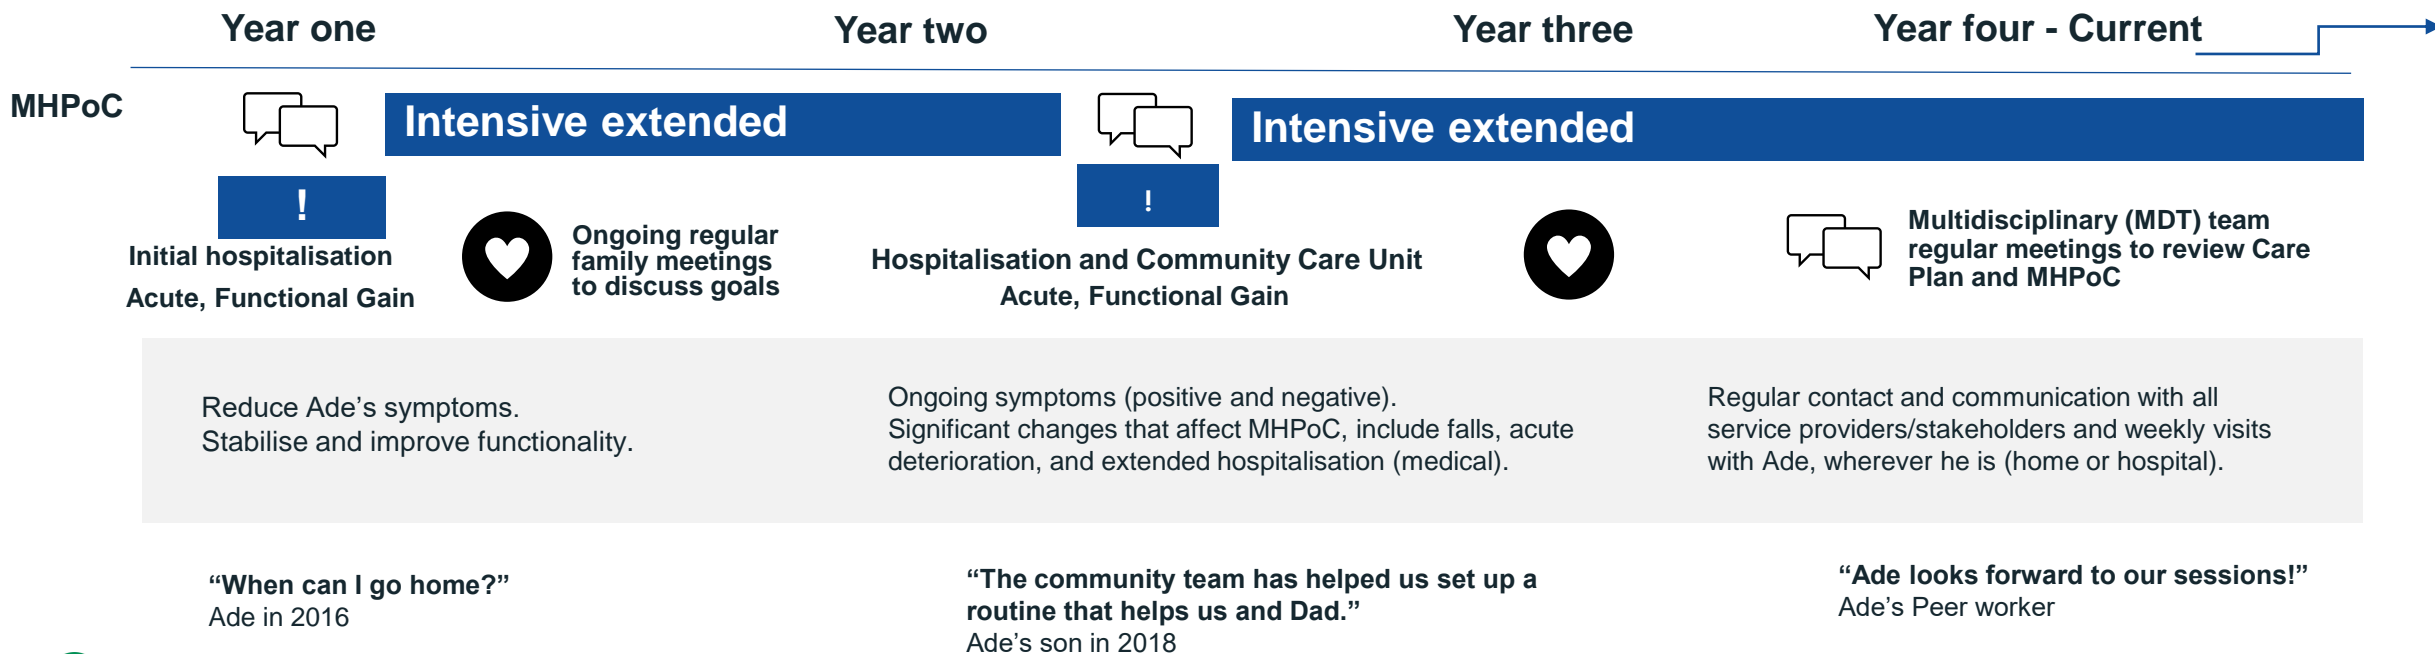 Year one
Year two
Year three
Year four - Current
MHPoC
Intensive extended
Intensive extended
!
!
Initial hospitalisation
Acute, Functional Gain
Ongoing regular
family meetings
to discuss goals
Hospitalisation and Community Care Unit
Acute, Functional Gain
Multidisciplinary (MDT) team
regular meetings to review Care
Plan and MHPoC
Reduce Ade’s symptoms.
Stabilise and improve functionality.
Ongoing symptoms (positive and negative).
Significant changes that affect MHPoC, include falls, acute
deterioration, and extended hospitalisation (medical).
Regular contact and communication with all
service providers/stakeholders and weekly visits
with Ade, wherever he is (home or hospital).
“When can I go home?”
Ade in 2016
“The community team has helped us set up a
routine that helps us and Dad.”
Ade’s son in 2018
“Ade looks forward to our sessions!”
Ade’s Peer worker